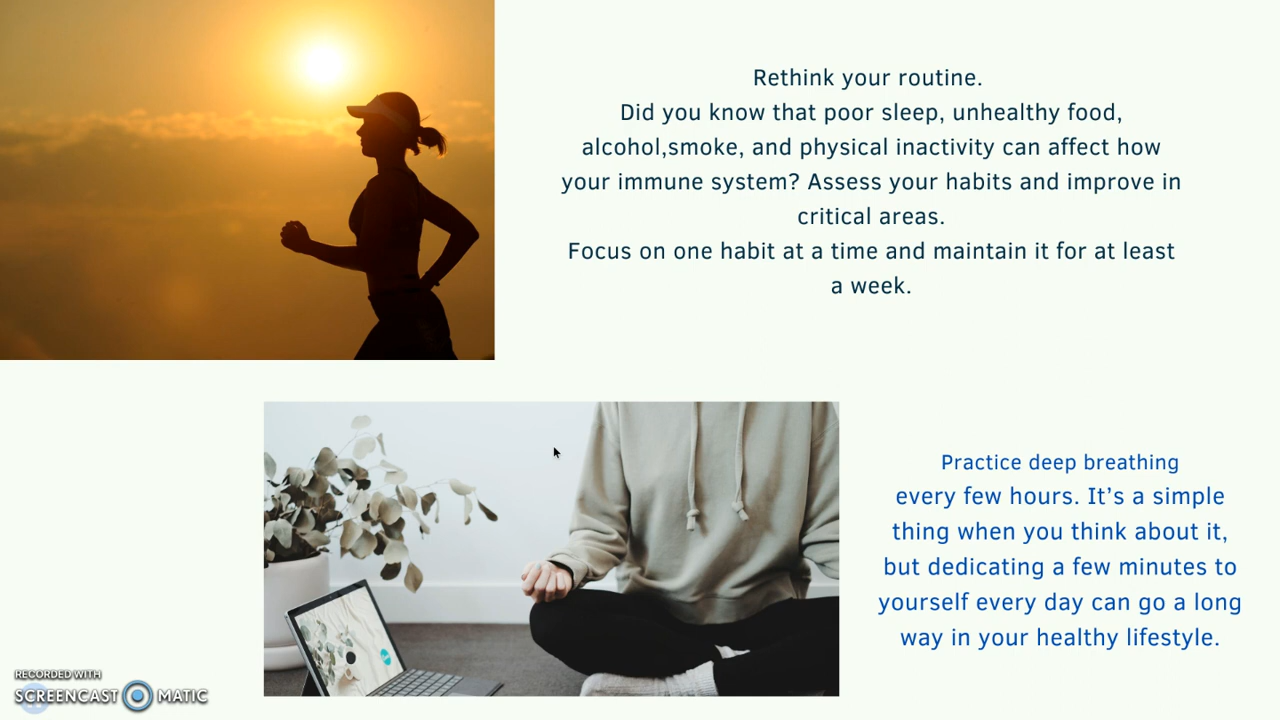 Rethink your routine.
Did you know that poor sleep, unhealthy food,
alcohol,smoke, and physical inactivity can affect how
your immune system? Assess your habits and improve in
critical areas.
Focus on one habit at a time and maintain it for at least
a week.
Practice deep breathing
every few hours. It’s a simple
thing when you think about it,
but dedicating a few minutes to
yourself every day can go a long
way in your healthy lifestyle.
RECORDED WITH
SCREENCAST MATIC